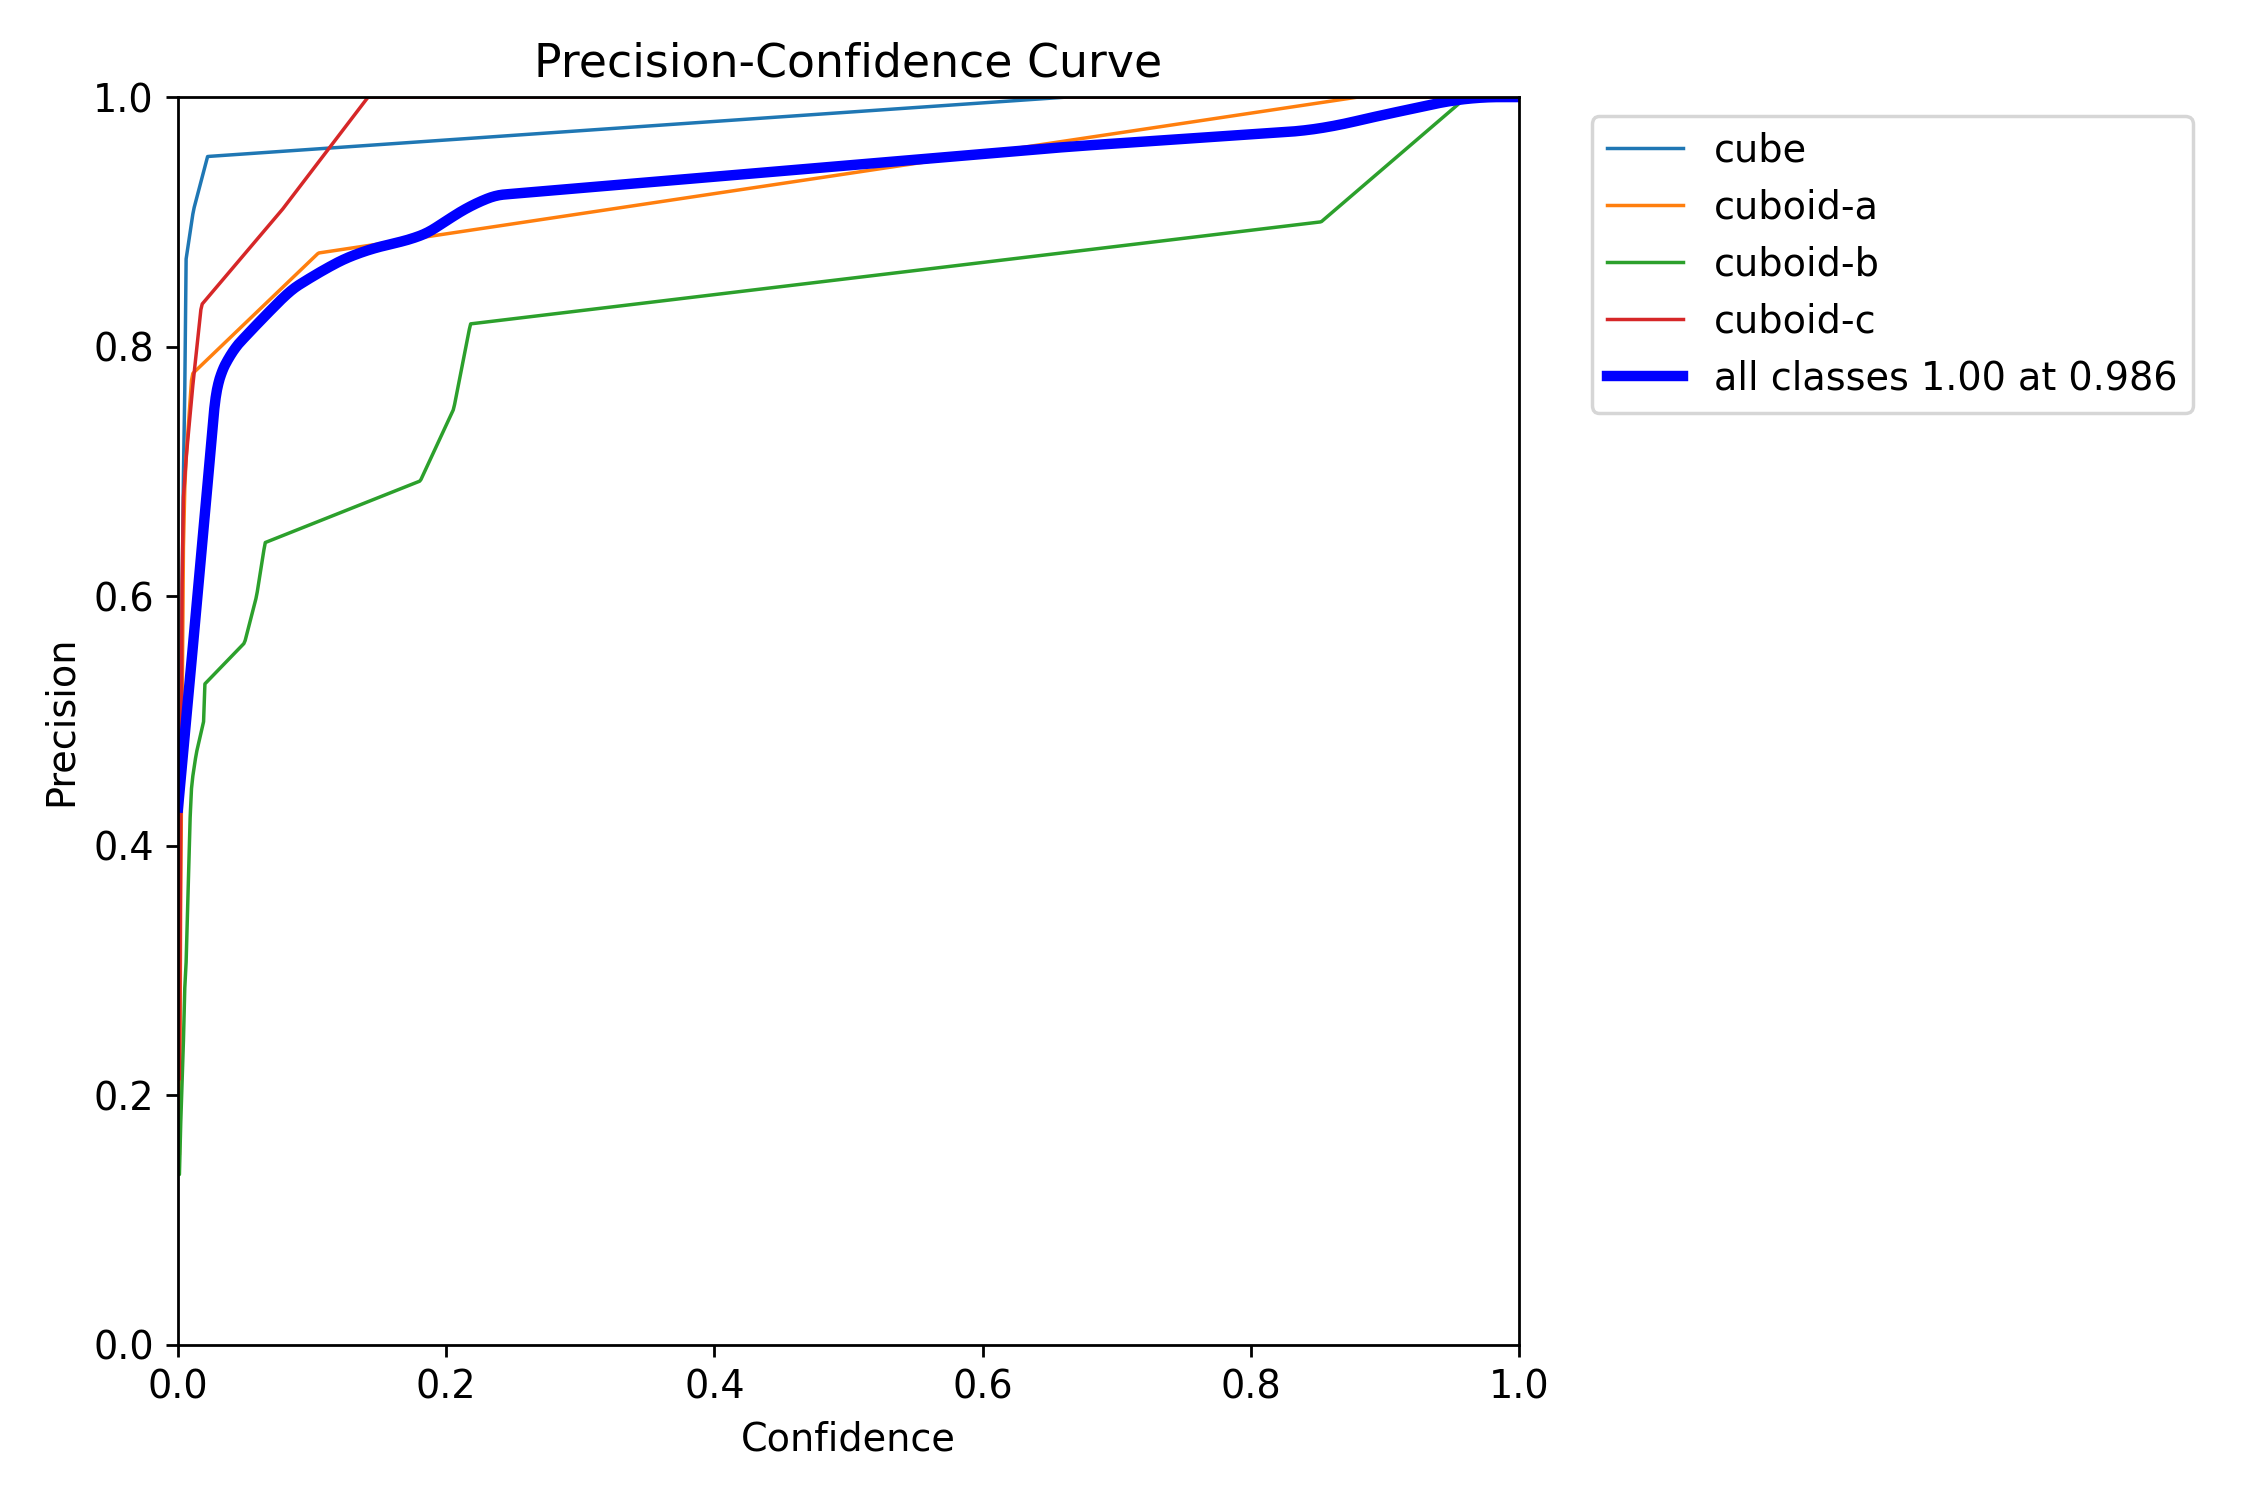 Precision-Confidence Curve
1.0
0.8
0.6
0.4
0.2
0.0
Precision
0.0 0.2 0.4 0.6 0.8 1.0
Confidence
cube
cuboid-a
cuboid-b
cuboid-c
all classes 1.00 at 0.986